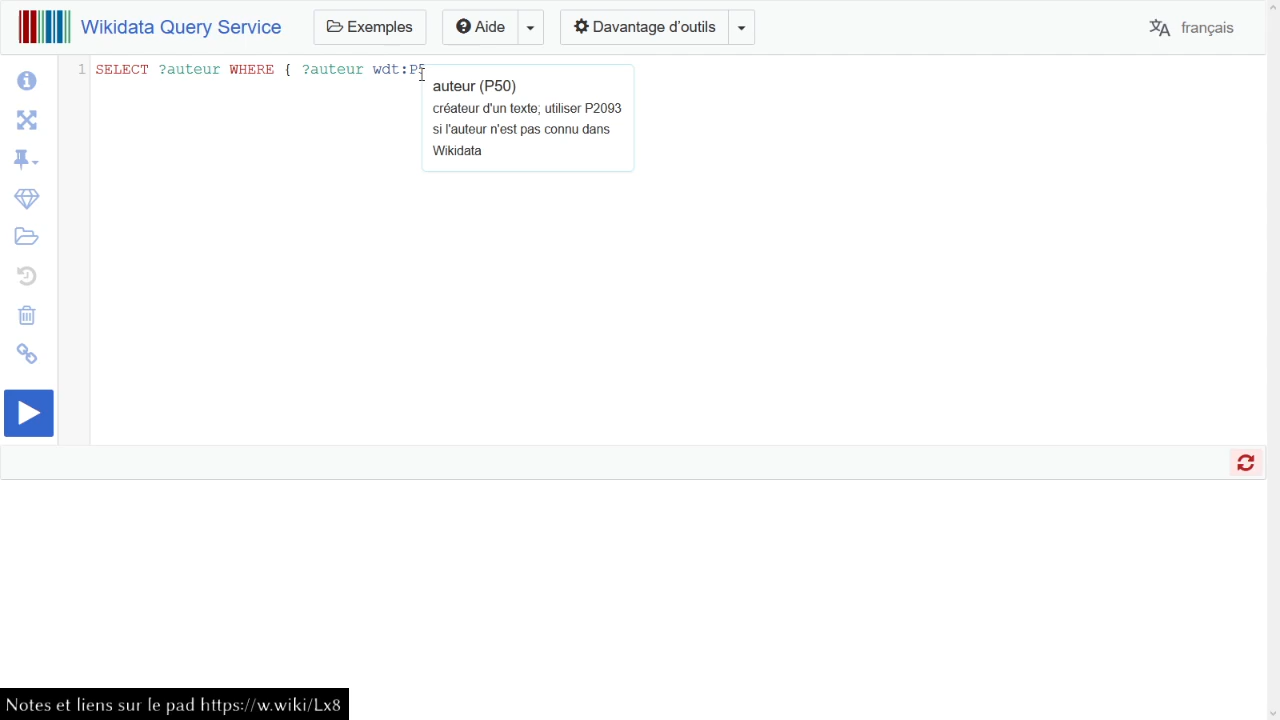 Wikidata Query Service
Exemples
Aide
Davantage d'outils
français
1 SELECT ?auteur WHERE { ?auteur wdt:P5
auteur (P50)
créateur d'un texte; utiliser P2093
si l'auteur n'est pas connu dans
Wikidata
Notes et liens sur le pad https://w.wiki/Lx8